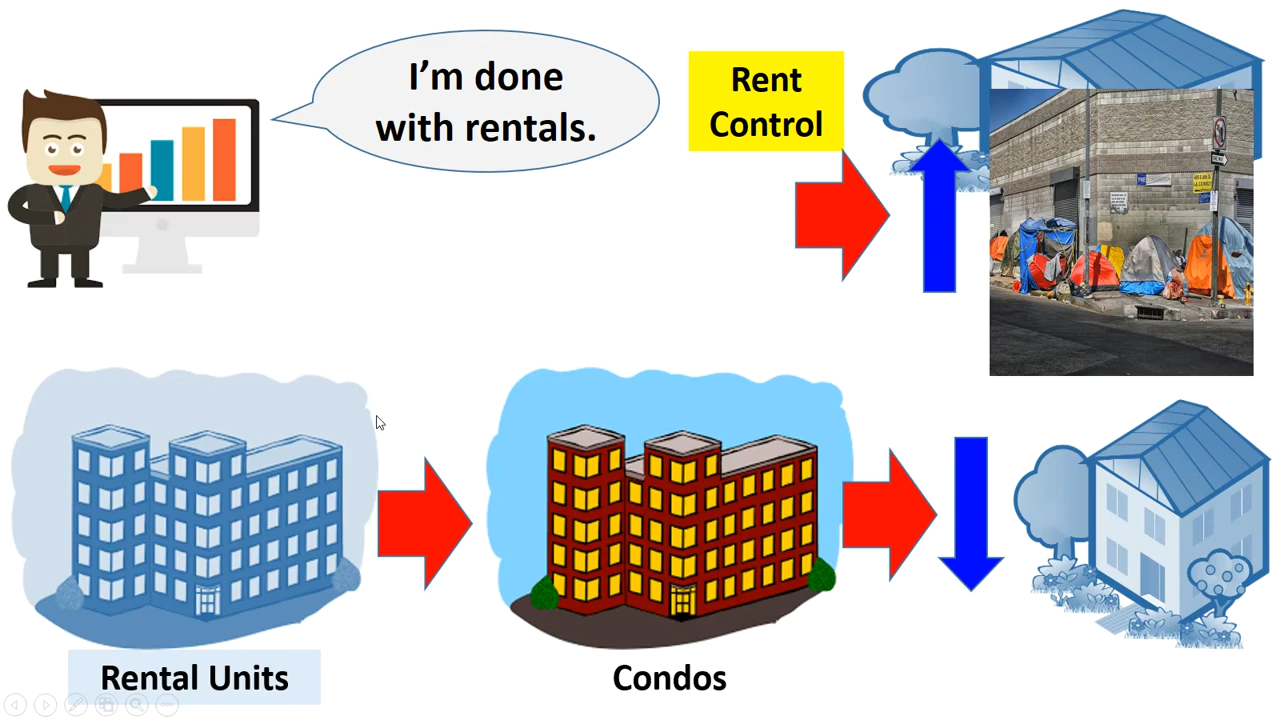 I'm done
with rentals.
Rent
Control
Rental Units
Condos